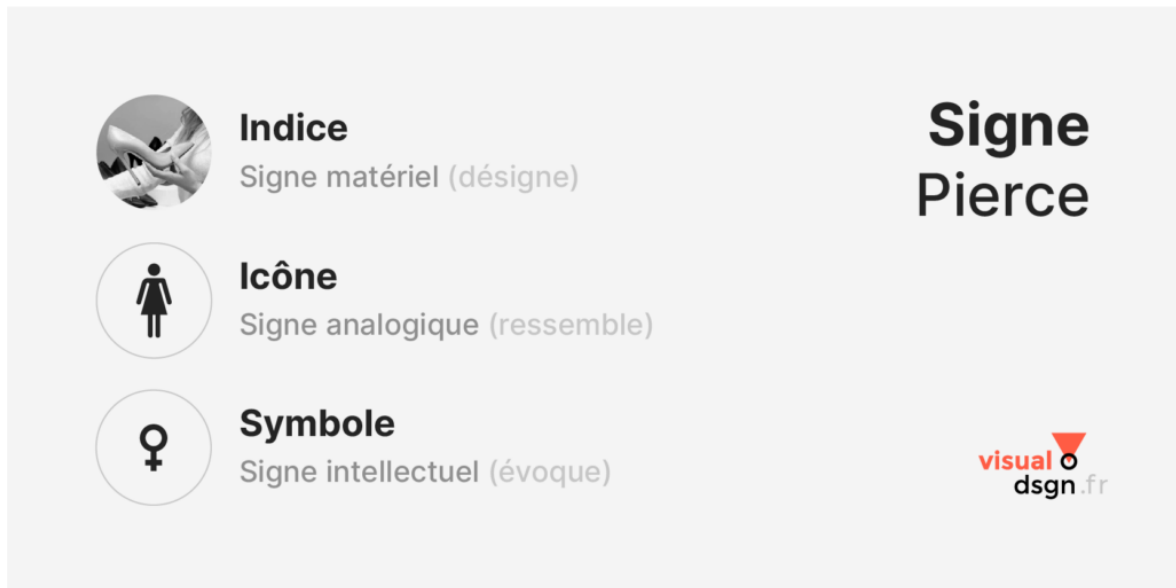 Indice
Signe matériel (désigne)
Icône
Signe analogique (ressemble)
Symbole
Signe intellectuel (évoque)
Signe
Pierce
visual
dsgn.fr